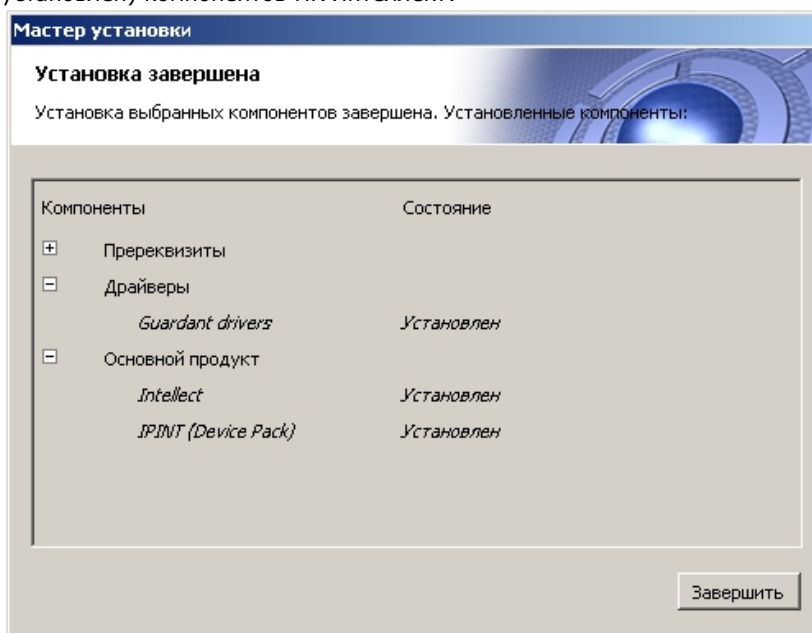 Мастер установки
Установка завершена
Установка выбранных компонентов завершена. Установленные компоненты:
Компоненты Состояние
Пререквизиты
Драйверы
Guardant drivers Установлен
Основной продукт
Intellect Установлен
IPINT (Device Pack) Установлен
Завершить